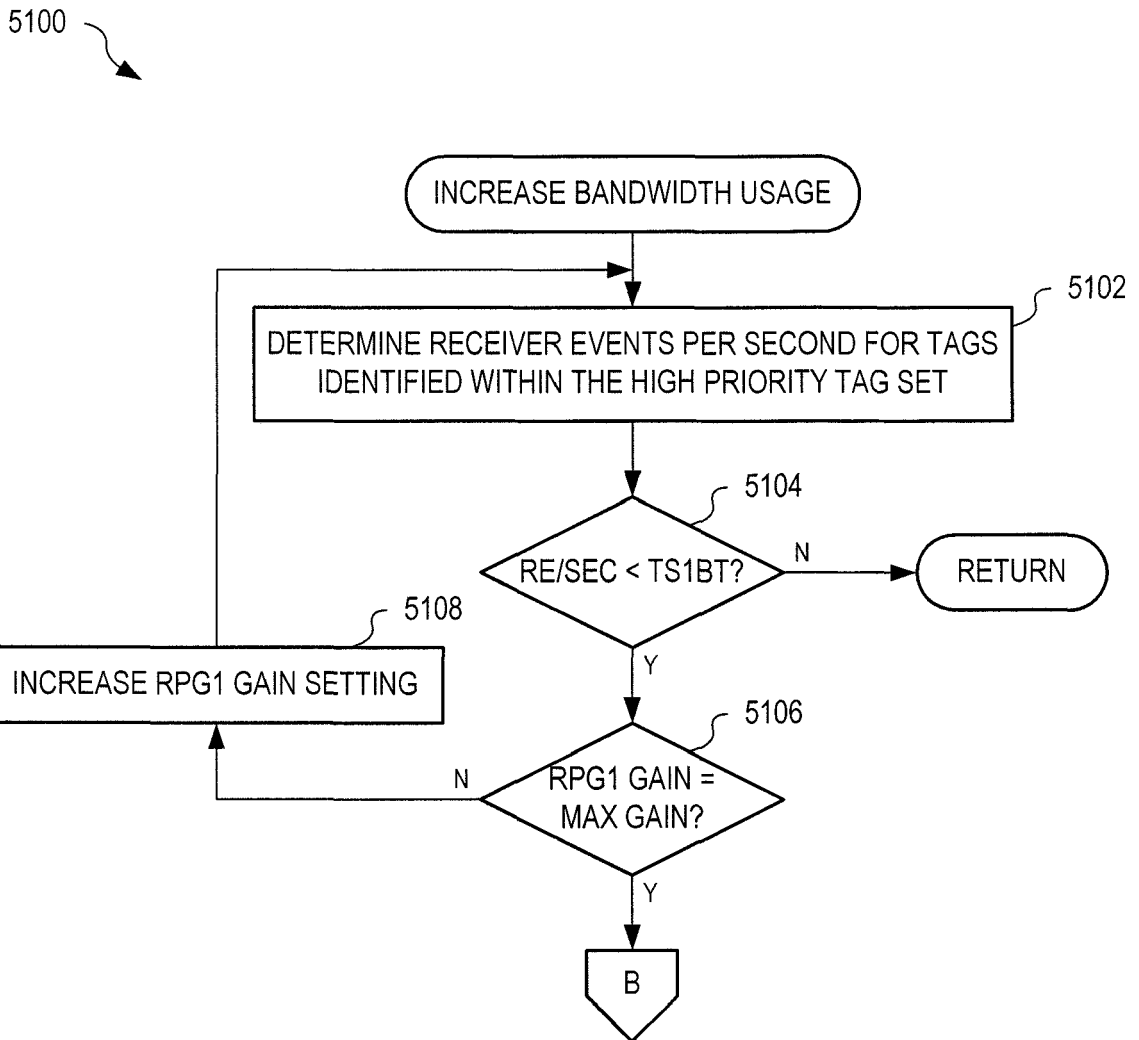 5100
INCREASE BANDWIDTH USAGE
5102
DETERMINE RECEIVER EVENTS PER SECOND FOR TAGS
IDENTIFIED WITHIN THE HIGH PRIORITY TAG SET
5104
RE/SEC < TS1BT?
N
RETURN
5108
Y
INCREASE RPG1 GAIN SETTING
5106
N
RPG1 GAIN =
MAX GAIN?
Y
B